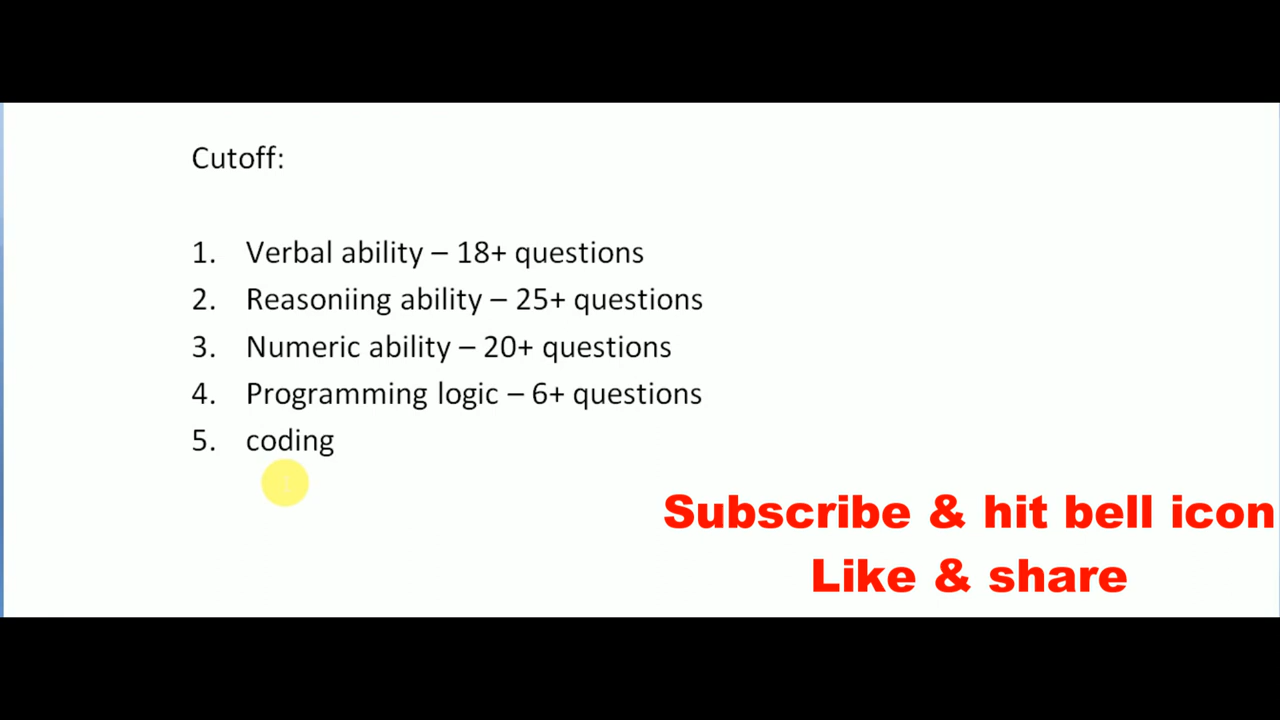 Cutoff:
1. Verbal ability – 18+ questions
2. Reasoniing ability – 25+ questions
3. Numeric ability – 20+ questions
4. Programming logic – 6+ questions
5. coding
Subscribe & hit bell icon
Like & share